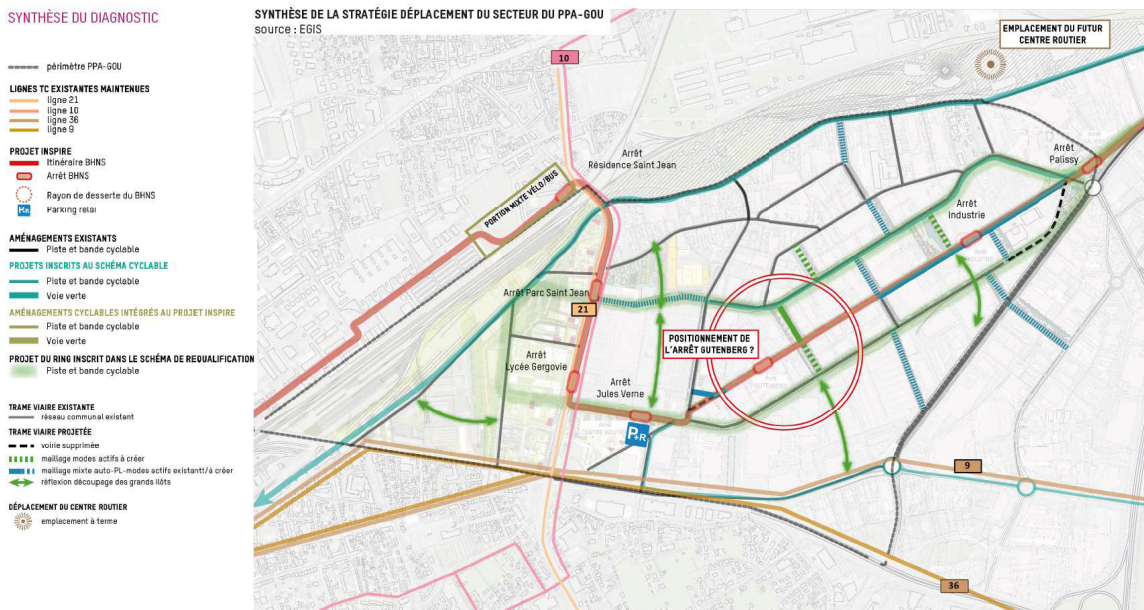 SYNTHÈSE DU DIAGNOSTIC
périmètre PPA-GOU
LIGNES TC EXISTANTES MAINTENUES
ligne 21
ligne 10
ligne 36
ligne 9
PROJET INSPIRE
Itinéraire BHNS
Arrêt BHNS
Rayon de desserte du BHNS
P+R
Parking relai
AMÉNAGEMENTS EXISTANTS
Piste et bande cyclable
PROJETS INSCRITS AU SCHÉMA CYCLABLE
Piste et bande cyclable
Voie verte
AMÉNAGEMENTS CYCLABLES INTÉGRÉS AU PROJET INSPIRE
Piste et bande cyclable
Voie verte
PROJET DU RING INSCRIT DANS LE SCHÉMA DE REQUALIFICATION
Piste et bande cyclable
TRAME VIAIRE EXISTANTE
réseau communal existant
TRAME VIAIRE PROJETÉE
voirie supprimée
maillage modes actifs à créer
maillage mixte auto-PL-modes actifs existantt/à créer
réflexion découpage des grands îlôts
DÉPLACEMENT DU CENTRE ROUTIER
emplacement à terme
SYNTHÈSE DE LA STRATÉGIE DÉPLACEMENT DU SECTEUR DU PPA-GOU
source : EGIS
EMPLACEMENT DU FUTUR
CENTRE ROUTIER
10
Arrêt
Résidence Saint Jean
Arrêt
Palissy
PORTION MIXTE VÉLO/BUS
Arrêt
Industrie
Arrêt Parc Saint Jean
21
POSITIONNEMENT DE
L'ARRÊT GUTENBERG ?
Arrêt
Lycée Gergovie
Arrêt
Jules Verne
P+R
9
36